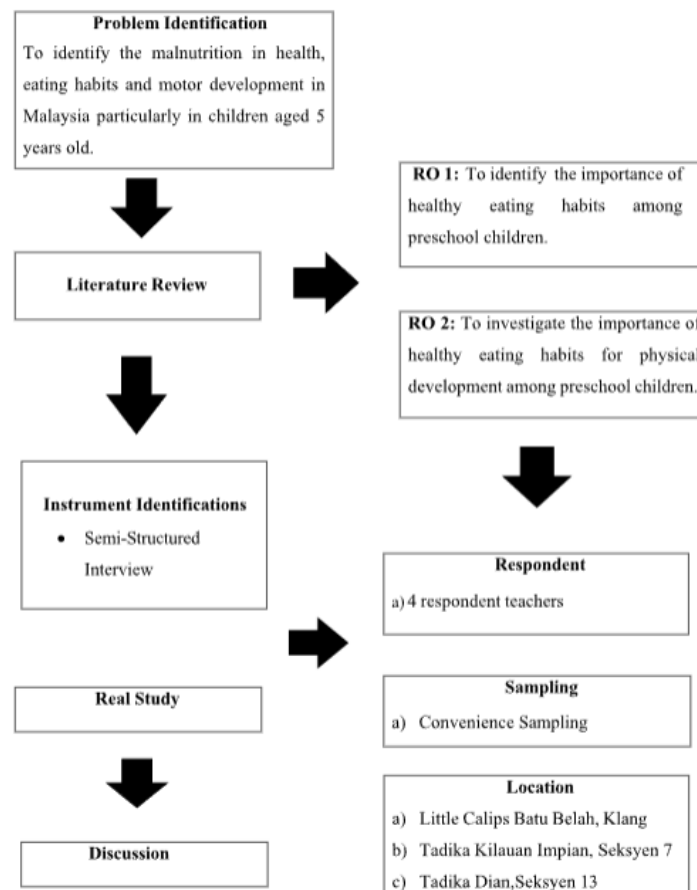 Problem Identification
To identify the malnutrition in health,
eating habits and motor development in
Malaysia particularly in children aged 5
years old.
Literature Review
RO 1: To identify the importance of
healthy eating habits among
preschool children.
RO 2: To investigate the importance of
healthy eating habits for physical
development among preschool children.
Instrument Identifications
• Semi-Structured
Interview
Real Study
Discussion
Respondent
a) 4 respondent teachers
Sampling
a) Convenience Sampling
Location
a) Little Calips Batu Belah, Klang
b) Tadika Kilauan Impian, Seksyen 7
c) Tadika Dian,Seksyen 13